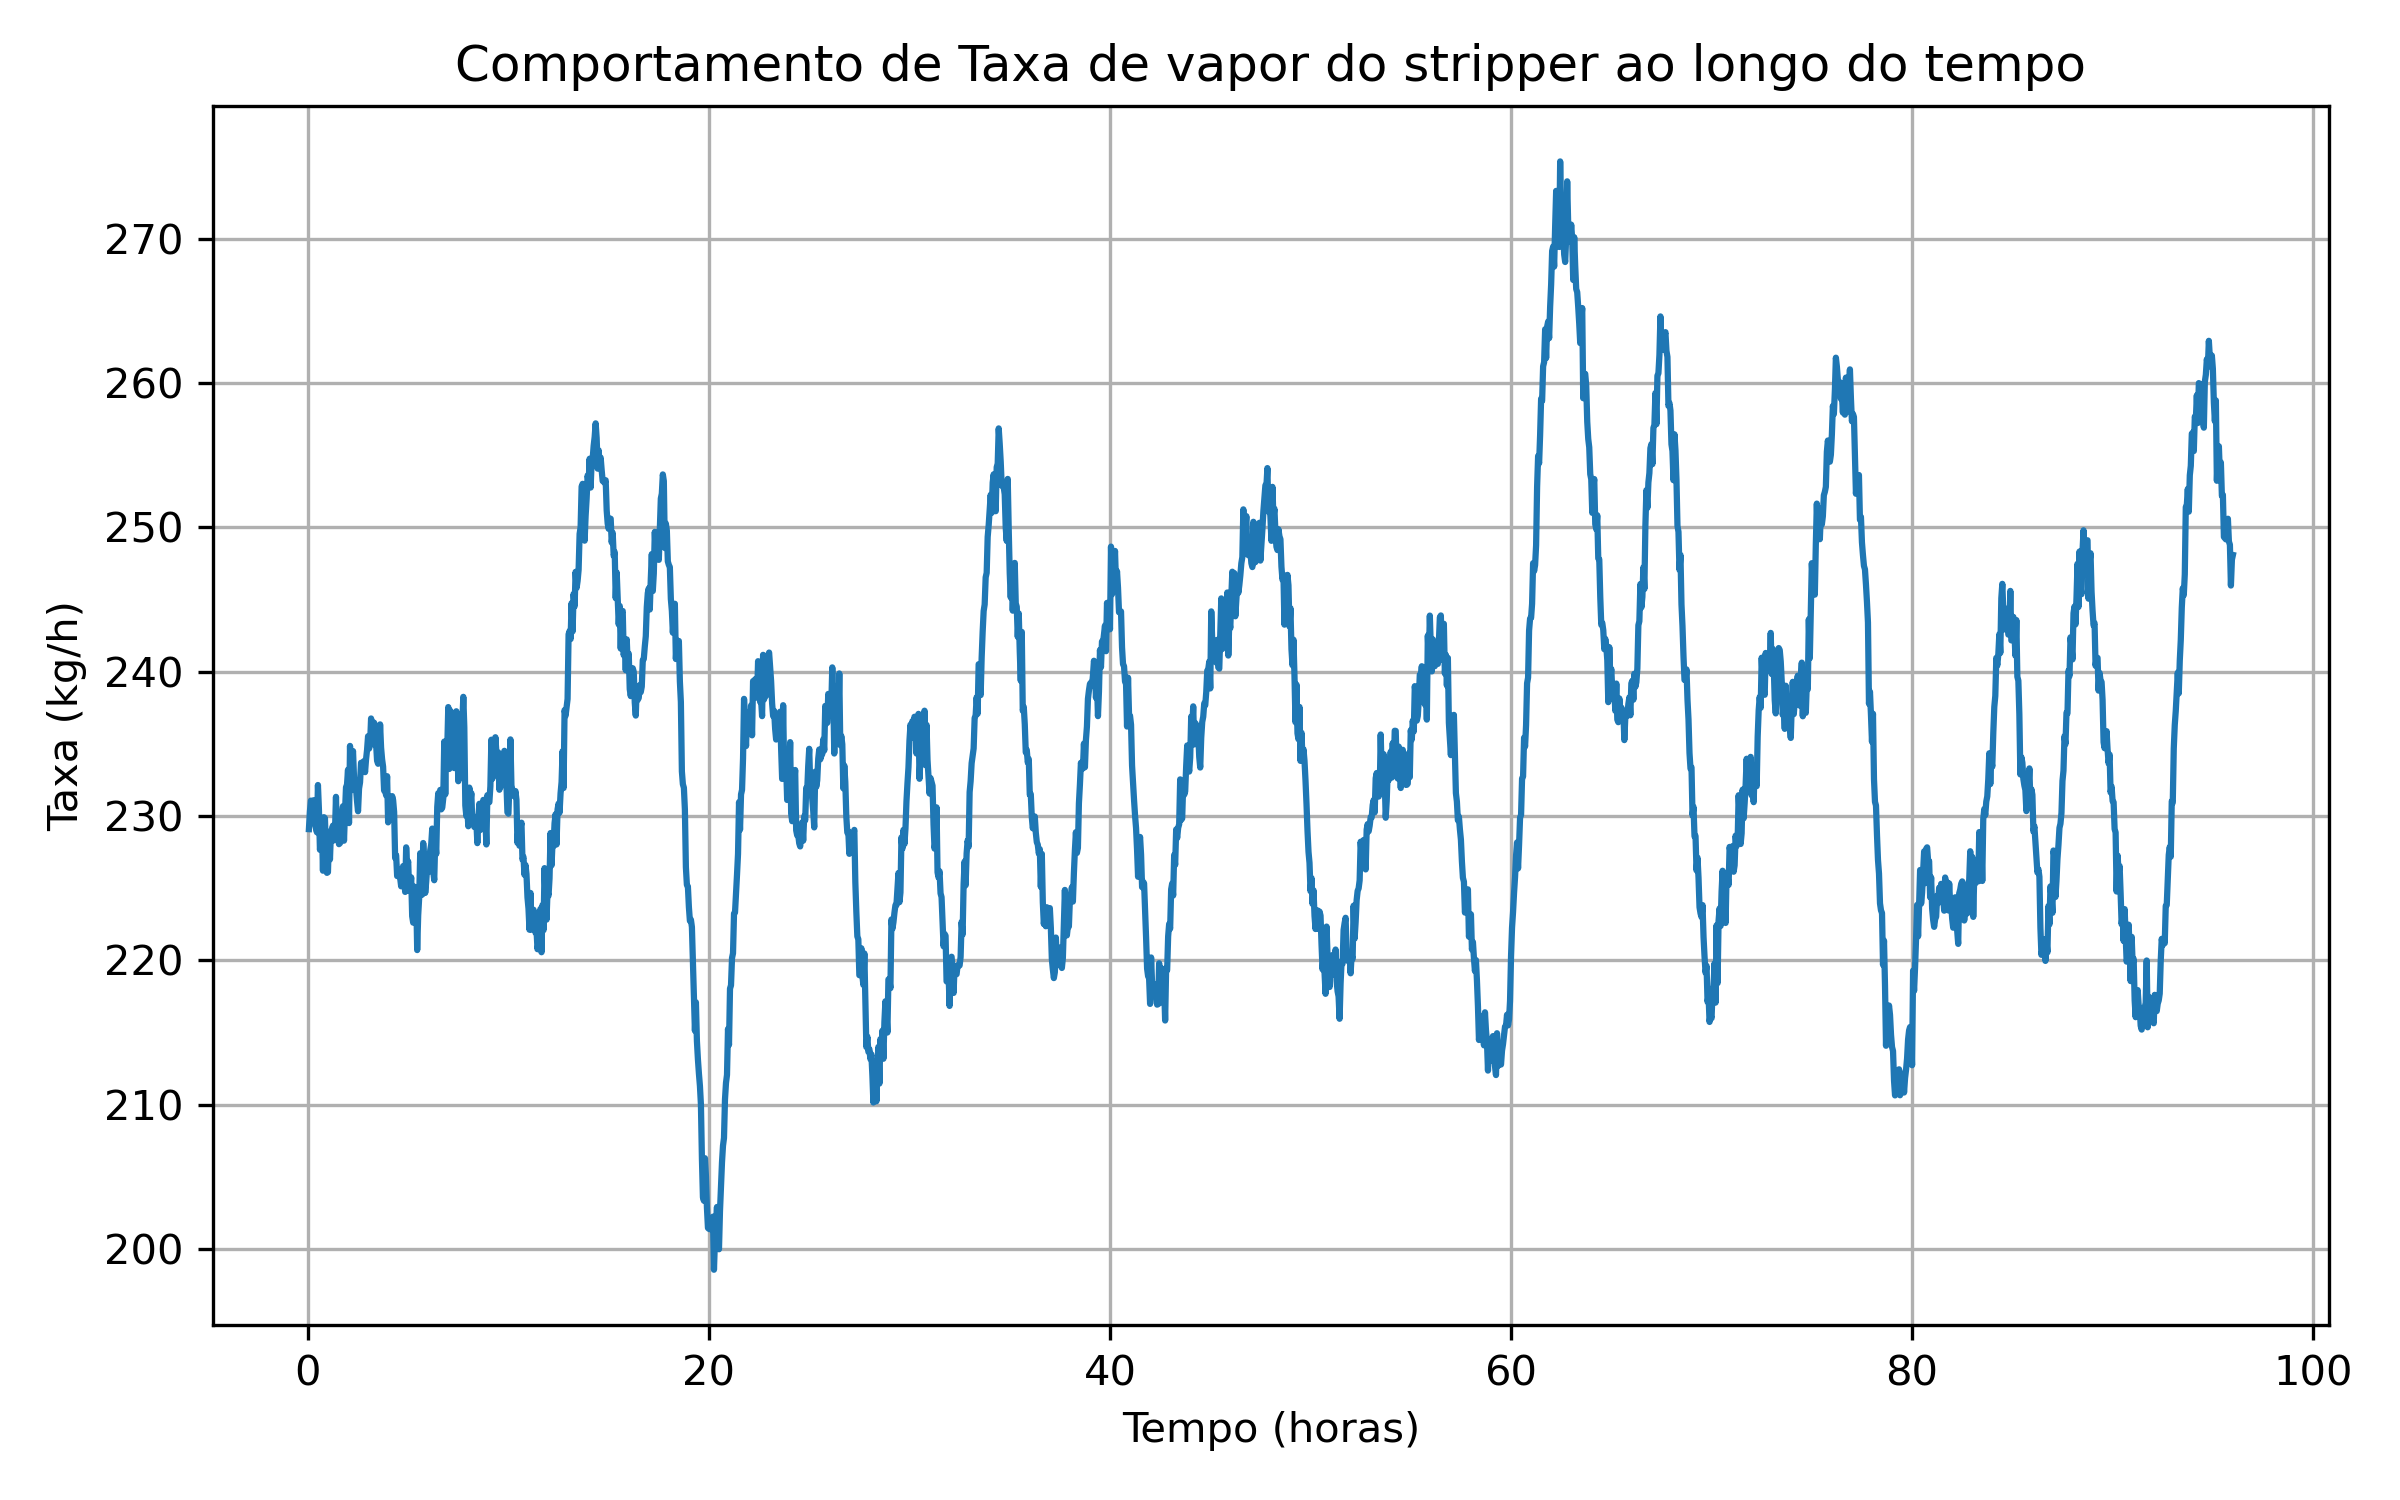 Comportamento de Taxa de vapor do stripper ao longo do tempo
Taxa (kg/h)
270
260
250
240
230
220
210
200
0 20 40 60 80 100
Tempo (horas)